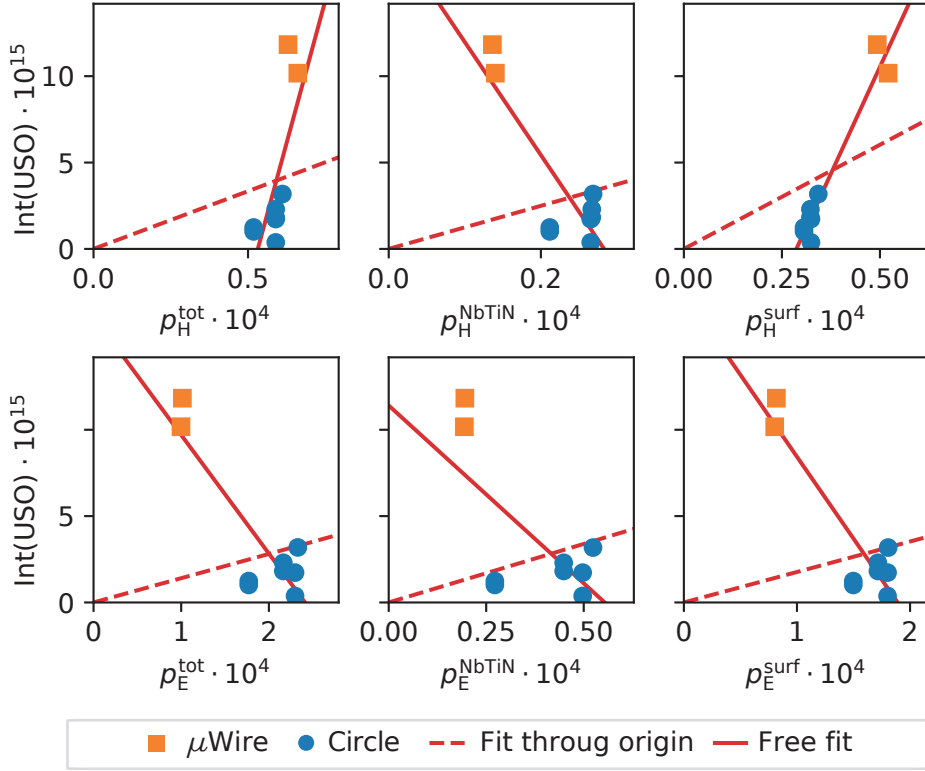 Int(USO) · 10¹⁵
10
5
0
0.0 0.5
0.0 0.2
0.00 0.25 0.50
p_H^tot · 10⁴
p_H^NbTiN · 10⁴
p_H^surf · 10⁴
Int(USO) · 10¹⁵
10
5
0
0 1 2
0.00 0.25 0.50
0 1 2
p_E^tot · 10⁴
p_E^NbTiN · 10⁴
p_E^surf · 10⁴
μWire Circle Fit throug origin Free fit